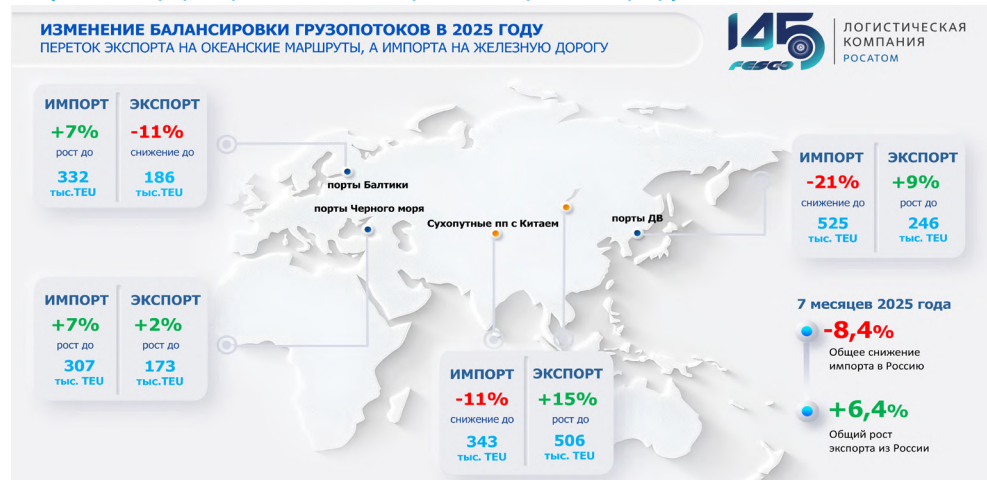 ИЗМЕНЕНИЕ БАЛАНСИРОВКИ ГРУЗОПОТОКОВ В 2025 ГОДУ
ПЕРЕТОК ЭКСПОРТА НА ОКЕАНСКИЕ МАРШРУТЫ, А ИМПОРТА НА ЖЕЛЕЗНУЮ ДОРОГУ
145
FESCO
ЛОГИСТИЧЕСКАЯ
КОМПАНИЯ
РОСАТОМ
ИМПОРТ ЭКСПОРТ
+7% -11%
рост до снижение до
332 186
тыс.TEU тыс.TEU
порты Балтики
порты Черного моря
Сухопутные пп с Китаем
порты ДВ
ИМПОРТ ЭКСПОРТ
-21% +9%
снижение до рост до
525 246
тыс. TEU тыс. TEU
ИМПОРТ ЭКСПОРТ
+7% +2%
рост до рост до
307 173
тыс. TEU тыс.TEU
ИМПОРТ ЭКСПОРТ
-11% +15%
снижение до рост до
343 506
тыс. TEU тыс. TEU
7 месяцев 2025 года
-8,4%
Общее снижение
импорта в Россию
+6,4%
Общий рост
экспорта из России